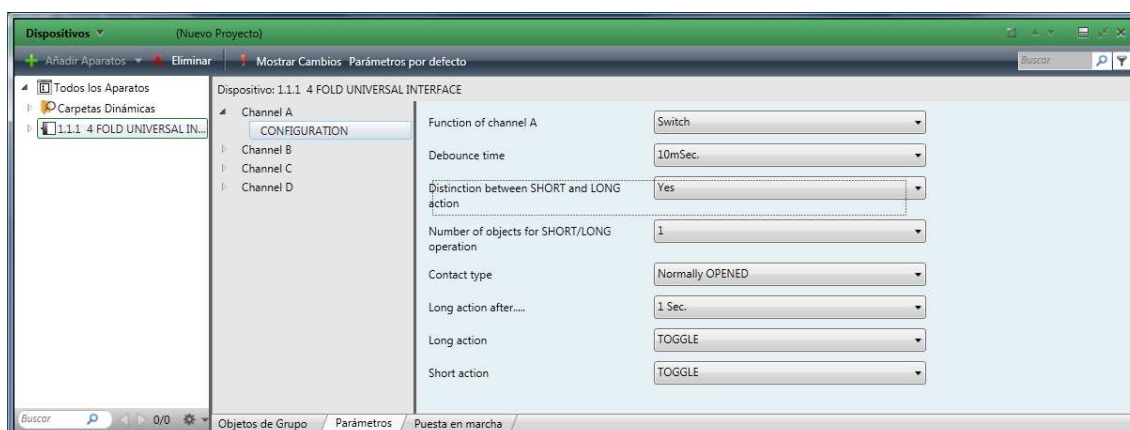 Dispositivos (Nuevo Proyecto)
Añadir Aparatos Eliminar Mostrar Cambios Parámetros por defecto Buscar
Todos los Aparatos
Carpetas Dinámicas
1.1.1 4 FOLD UNIVERSAL IN...
Dispositivo: 1.1.1 4 FOLD UNIVERSAL INTERFACE
Channel A
CONFIGURATION
Channel B
Channel C
Channel D
Function of channel A Switch
Debounce time 10mSec.
Distinction between SHORT and LONG Yes
action
Number of objects for SHORT/LONG 1
operation
Contact type Normally OPENED
Long action after..... 1 Sec.
Long action TOGGLE
Short action TOGGLE
Buscar 0/0
Objetos de Grupo Parámetros Puesta en marcha